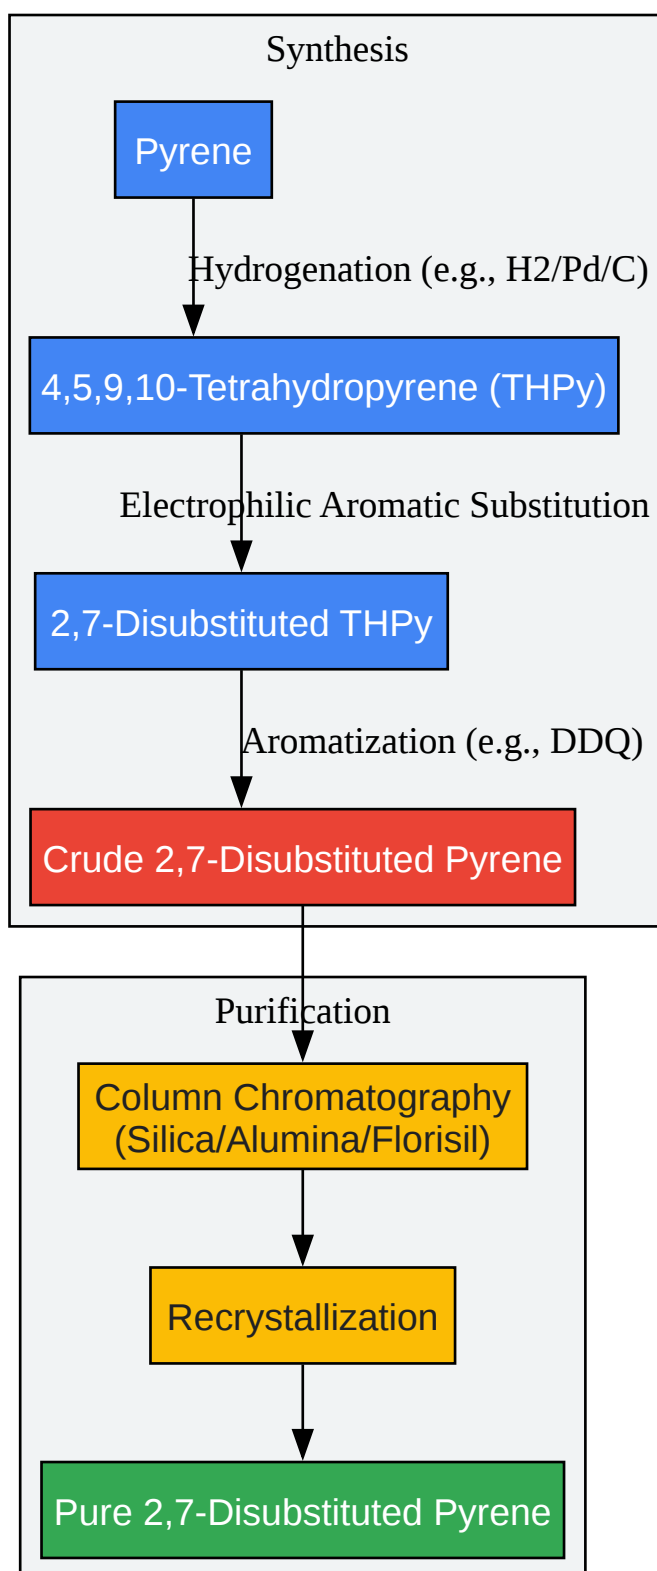 Synthesis
Pyrene
Hydrogenation (e.g., H2/Pd/C)
4,5,9,10-Tetrahydropyrene (THPy)
Electrophilic Aromatic Substitution
2,7-Disubstituted THPy
Aromatization (e.g., DDQ)
Crude 2,7-Disubstituted Pyrene
Purification
Column Chromatography
(Silica/Alumina/Florisil)
Recrystallization
Pure 2,7-Disubstituted Pyrene